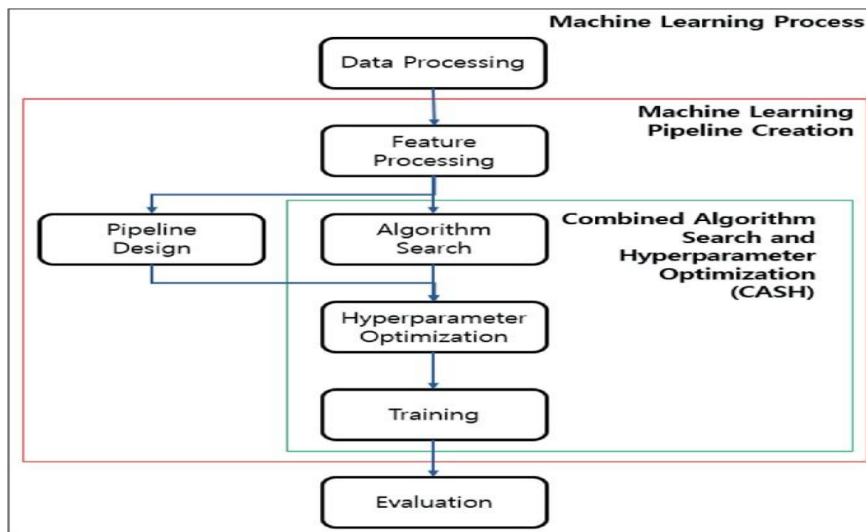 Machine Learning Process
Data Processing
Machine Learning
Pipeline Creation
Feature
Processing
Pipeline
Design
Algorithm
Search
Combined Algorithm
Search and
Hyperparameter
Optimization
(CASH)
Hyperparameter
Optimization
Training
Evaluation